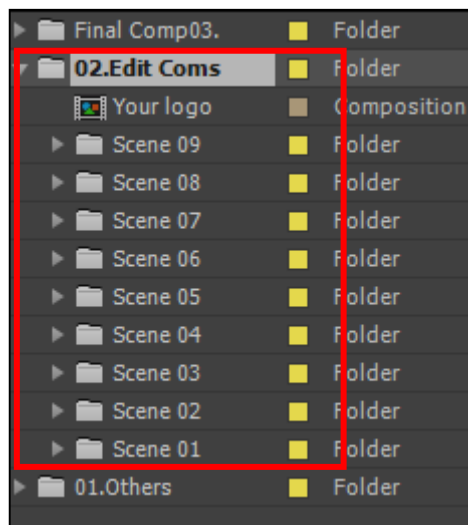 Final Comp03. Folder
02.Edit Coms Folder
Your logo Composition
Scene 09 Folder
Scene 08 Folder
Scene 07 Folder
Scene 06 Folder
Scene 05 Folder
Scene 04 Folder
Scene 03 Folder
Scene 02 Folder
Scene 01 Folder
01.Others Folder